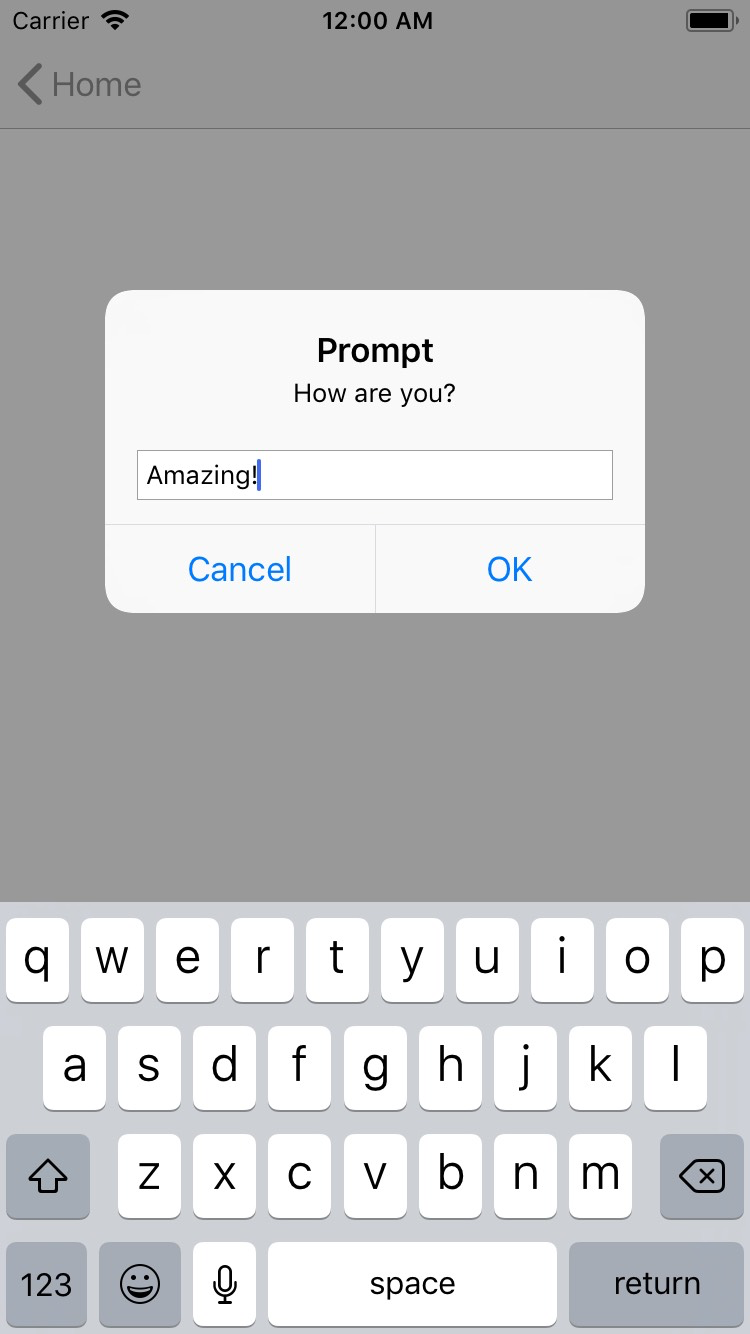 Carrier 12:00 AM
Home
Prompt
How are you?
Amazing!
Cancel OK
q w e r t y u i o p
a s d f g h j k l
z x c v b n m
123 space return